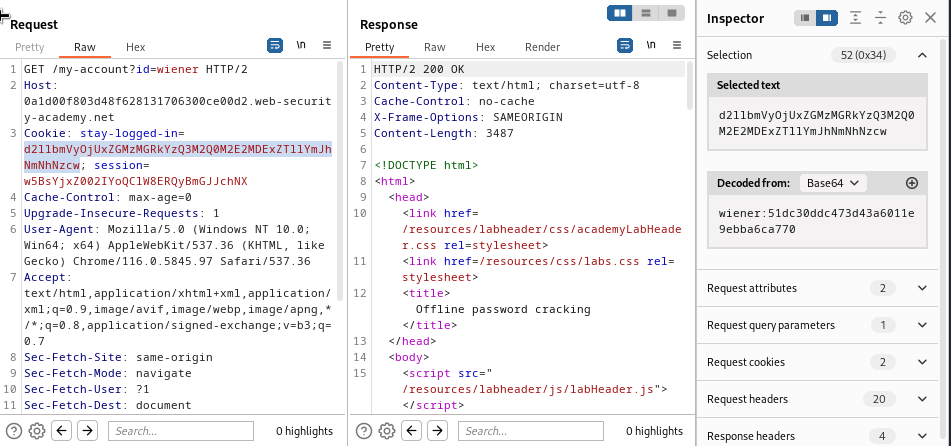 Request
Pretty Raw Hex \n
1 GET /my-account?id=wiener HTTP/2
2 Host:
0a1d00f803d48f628131706300ce00d2.web-securit
y-academy.net
3 Cookie: stay-logged-in=
d2llbmVyOjUxZGMzMGRkYzQ3M2Q0M2E2MDExZTllYmJh
NmNhNzcw; session=
w5BsYjxZ002IYoQClW8ERQyBmGJJchNX
4 Cache-Control: max-age=0
5 Upgrade-Insecure-Requests: 1
6 User-Agent: Mozilla/5.0 (Windows NT 10.0;
Win64; x64) AppleWebKit/537.36 (KHTML, like
Gecko) Chrome/116.0.5845.97 Safari/537.36
7 Accept:
text/html,application/xhtml+xml,application/
xml;q=0.9,image/avif,image/webp,image/apng,*
/*;q=0.8,application/signed-exchange;v=b3;q=
0.7
8 Sec-Fetch-Site: same-origin
9 Sec-Fetch-Mode: navigate
10 Sec-Fetch-User: ?1
11 Sec-Fetch-Dest: document
Search... 0 highlights
Response
Pretty Raw Hex Render \n
1 HTTP/2 200 OK
2 Content-Type: text/html; charset=utf-8
3 Cache-Control: no-cache
4 X-Frame-Options: SAMEORIGIN
5 Content-Length: 3487
6
7 <!DOCTYPE html>
8 <html>
9 <head>
10 <link href=
/resources/labheader/css/academyLabHeade
r.css rel=stylesheet>
11 <link href=/resources/css/labs.css rel=
stylesheet>
12 <title>
Offline password cracking
</title>
13 </head>
14 <body>
15 <script src="
/resources/labheader/js/labHeader.js">
</script>
Search... 0 highlights
Inspector
Selection 52 (0x34)
Selected text
d2llbmVyOjUxZGMzMGRkYzQ3M2Q0
M2E2MDExZTllYmJhNmNhNzcw
Decoded from: Base64
wiener:51dc30ddc473d43a6011e
9ebba6ca770
Request attributes 2
Request query parameters 1
Request cookies 2
Request headers 20
Response headers 4